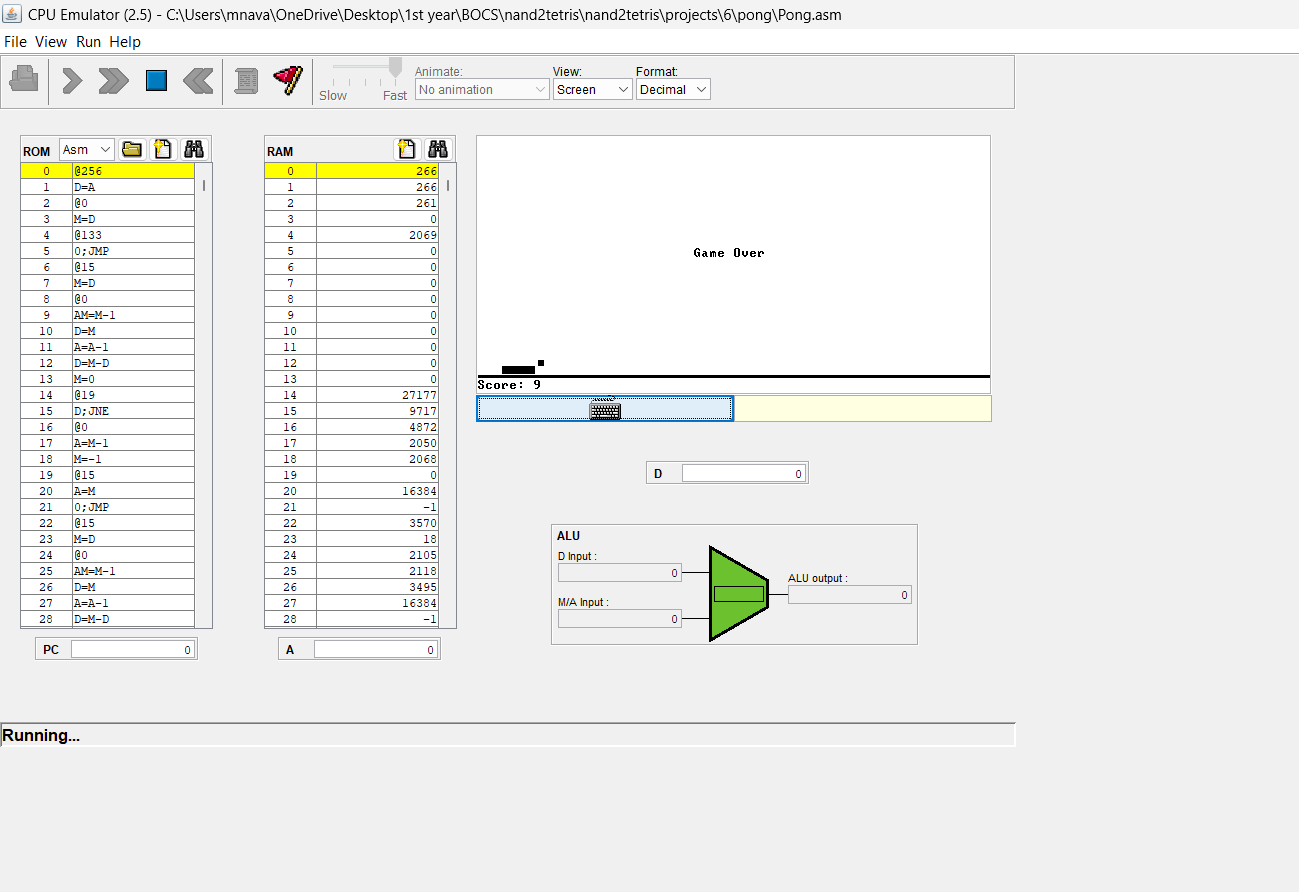 CPU Emulator (2.5) - C:\Users\mnava\OneDrive\Desktop\1st year\BOCS\nand2tetris\nand2tetris\projects\6\pong\Pong.asm
File View Run Help
Slow Fast
Animate:
No animation
View:
Screen
Format:
Decimal
ROM Asm
0 @256
1 D=A
2 @0
3 M=D
4 @133
5 0;JMP
6 @15
7 M=D
8 @0
9 AM=M-1
10 D=M
11 A=A-1
12 D=M-D
13 M=0
14 @19
15 D;JNE
16 @0
17 A=M-1
18 M=-1
19 @15
20 A=M
21 0;JMP
22 @15
23 M=D
24 @0
25 AM=M-1
26 D=M
27 A=A-1
28 D=M-D
PC 0
RAM
0 266
1 266
2 261
3 0
4 2069
5 0
6 0
7 0
8 0
9 0
10 0
11 0
12 0
13 0
14 27177
15 9717
16 4872
17 2050
18 2068
19 0
20 16384
21 -1
22 3570
23 18
24 2105
25 2118
26 3495
27 16384
28 -1
A 0
Game Over
Score: 9
D 0
ALU
D Input :
0
M/A Input :
0
ALU output :
0
Running...